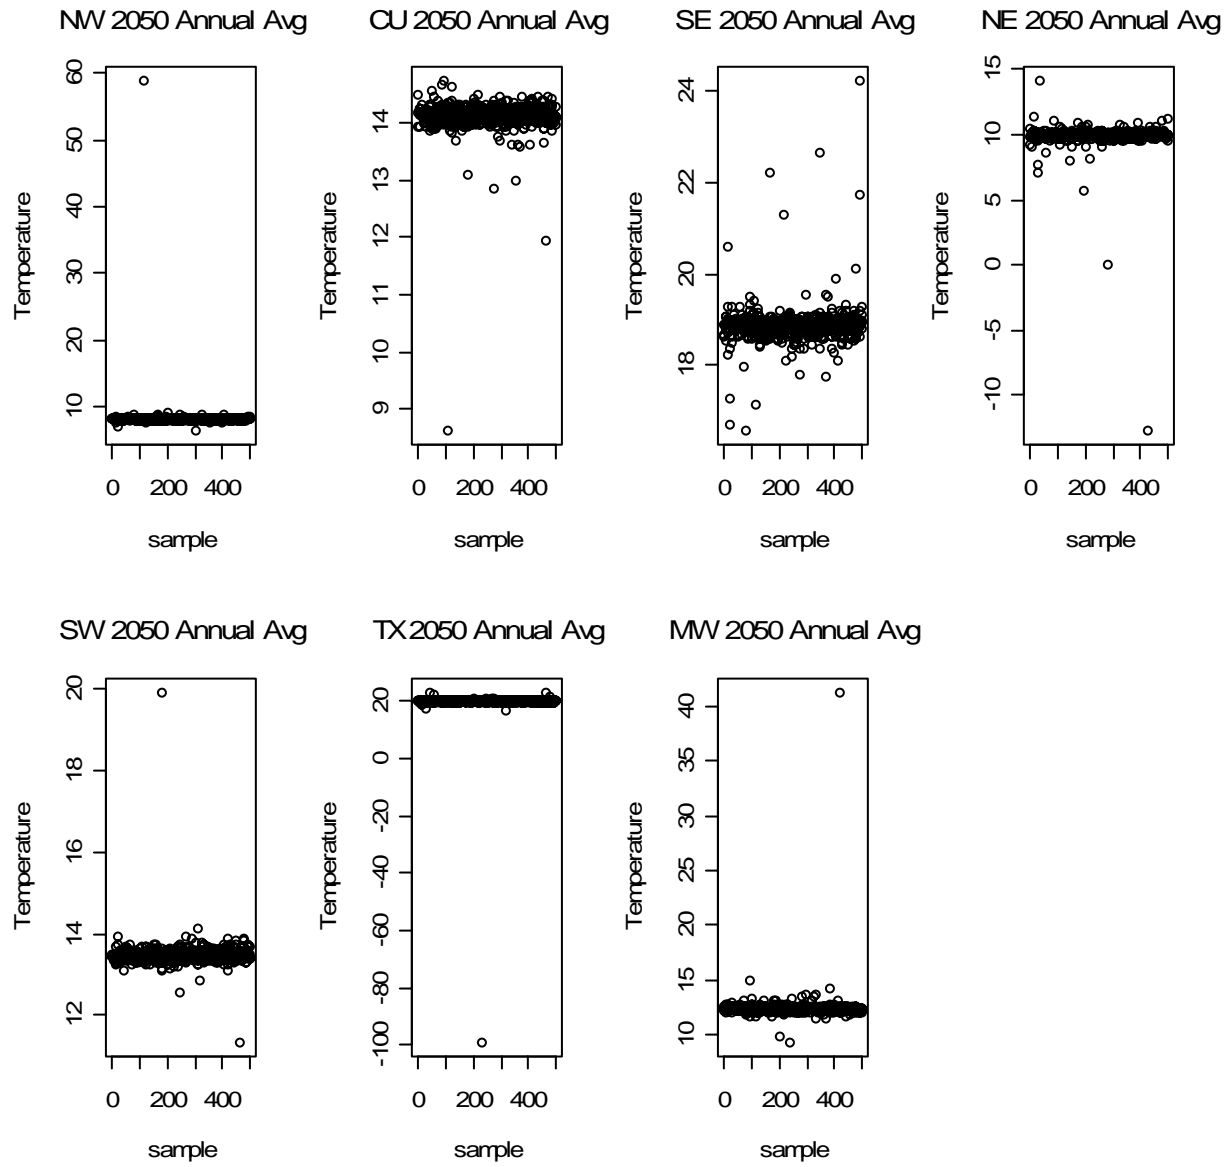 NW 2050 Annual Avg
CU 2050 Annual Avg
SE 2050 Annual Avg
NE 2050 Annual Avg
Temperature
10 20 30 40 50 60
0 200 400
sample
Temperature
9 11 12 13 14
0 200 400
sample
Temperature
18 20 22 24
0 200 400
sample
Temperature
-10 -5 0 5 10 15
0 200 400
sample
SW 2050 Annual Avg
TX 2050 Annual Avg
MW 2050 Annual Avg
Temperature
12 14 16 18 20
0 200 400
sample
Temperature
-100 -80 -60 -40 -20 0 20
0 200 400
sample
Temperature
10 15 20 25 30 35 40
0 200 400
sample